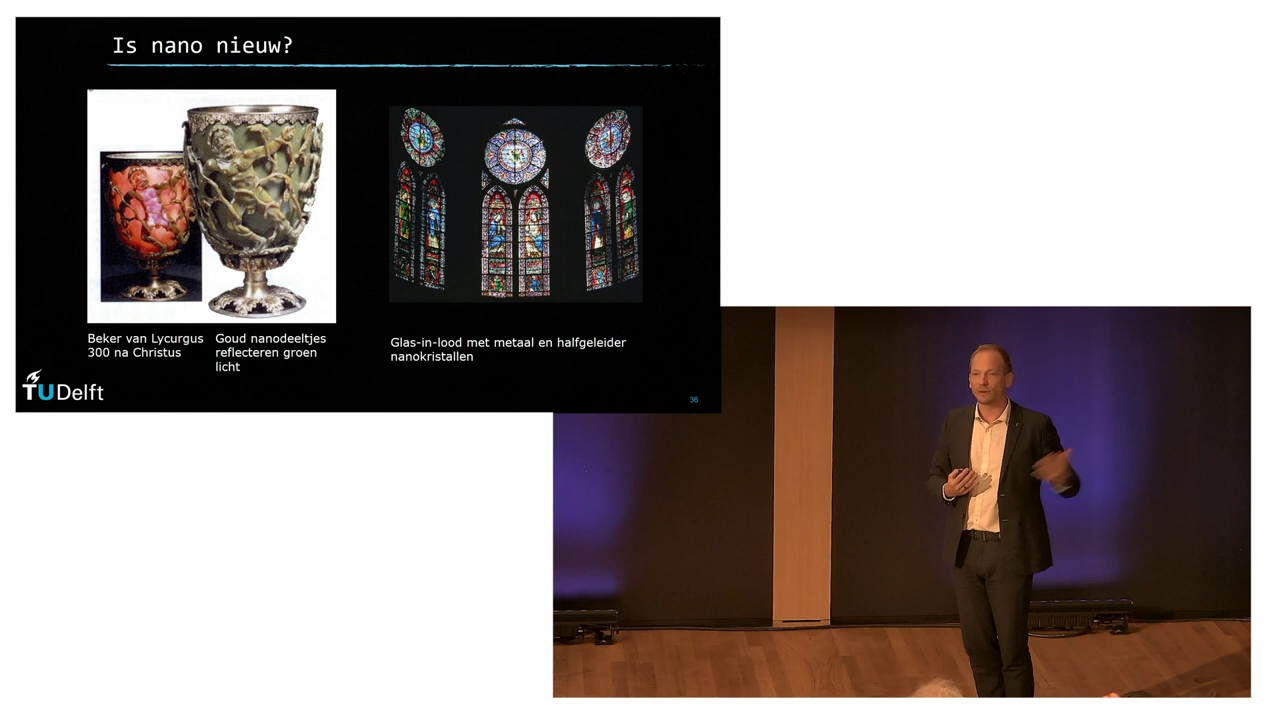 Is nano nieuw?
Beker van Lycurgus
300 na Christus
Goud nanodeeltjes
reflecteren groen
licht
Glas-in-lood met metaal en halfgeleider
nanokristallen
TUDelft
36